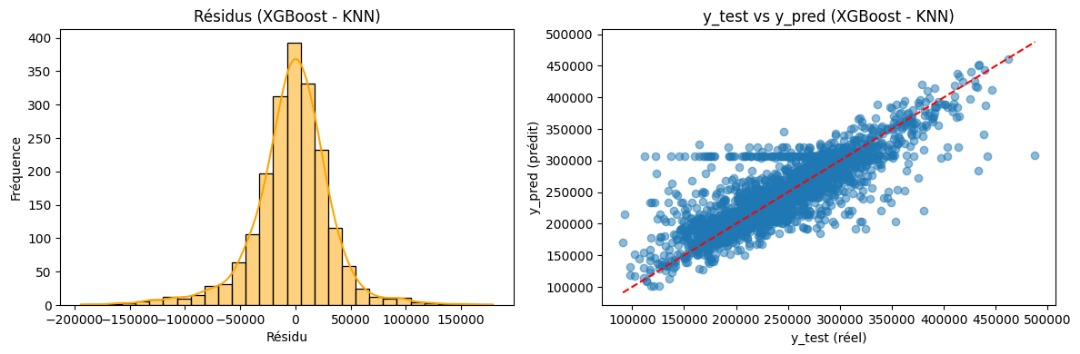 Résidus (XGBoost - KNN)
400
350
300
250
200
150
100
50
0
Fréquence
−200000 −150000 −100000 −50000 0 50000 100000 150000
Résidu
y_test vs y_pred (XGBoost - KNN)
500000
450000
400000
350000
300000
250000
200000
150000
100000
y_pred (prédit)
100000 150000 200000 250000 300000 350000 400000 450000 500000
y_test (réel)